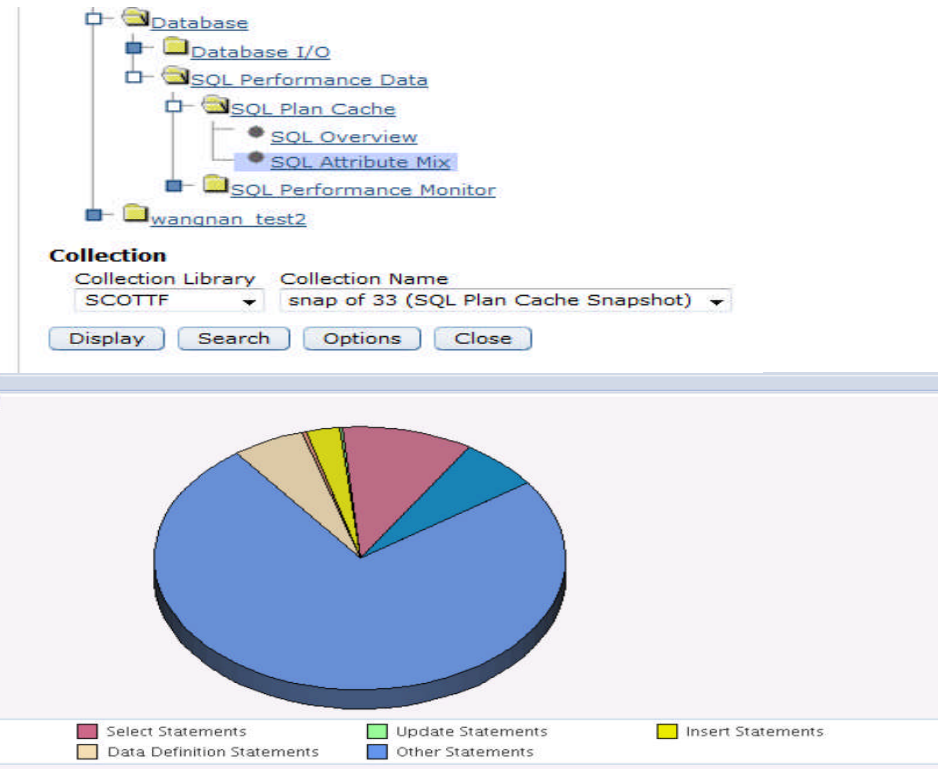 Database
Database I/O
SQL Performance Data
SQL Plan Cache
SQL Overview
SQL Attribute Mix
SQL Performance Monitor
wangnan_test2
Collection
Collection Library Collection Name
SCOTTF snap of 33 (SQL Plan Cache Snapshot)
Display Search Options Close
Select Statements Update Statements Insert Statements
Data Definition Statements Other Statements